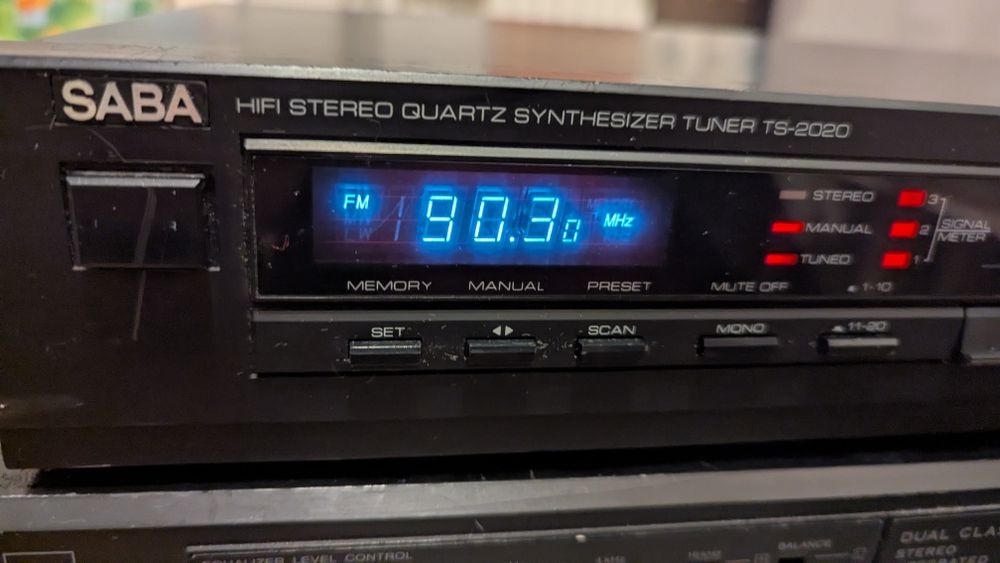 SABA
HIFI STEREO QUARTZ SYNTHESIZER TUNER TS-2020
FM 90.30 MHz
STEREO 3
MANUAL 2 SIGNAL
TUNED 1 METER
MEMORY MANUAL PRESET MUTE OFF 1-10
SET SCAN MONO 11-20
EQUALIZER LEVEL CONTROL BALANCE
DUAL
STEREO